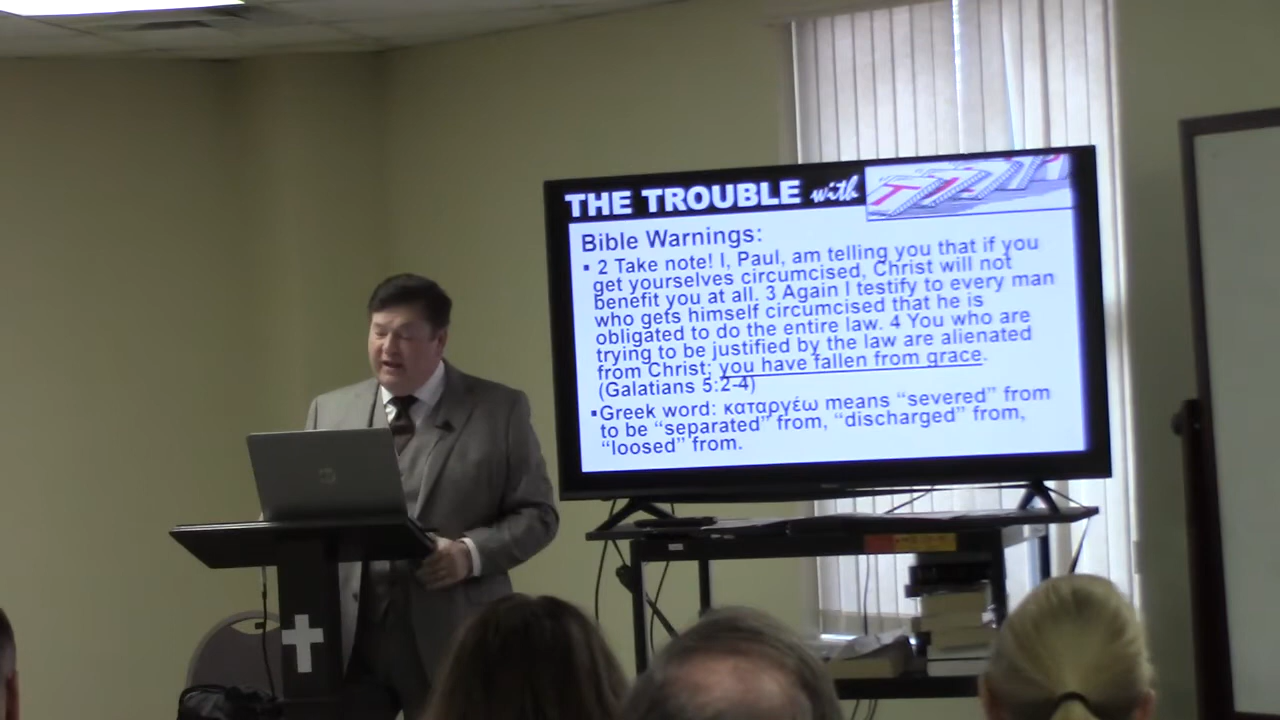 THE TROUBLE with
Bible Warnings:
▪ 2 Take note! I, Paul, am telling you that if you
get yourselves circumcised, Christ will not
benefit you at all. 3 Again I testify to every man
who gets himself circumcised that he is
obligated to do the entire law. 4 You who are
trying to be justified by the law are alienated
from Christ; you have fallen from grace.
(Galatians 5:2-4)
▪Greek word: καταργέω means “severed” from
to be “separated” from, “discharged” from,
“loosed” from.